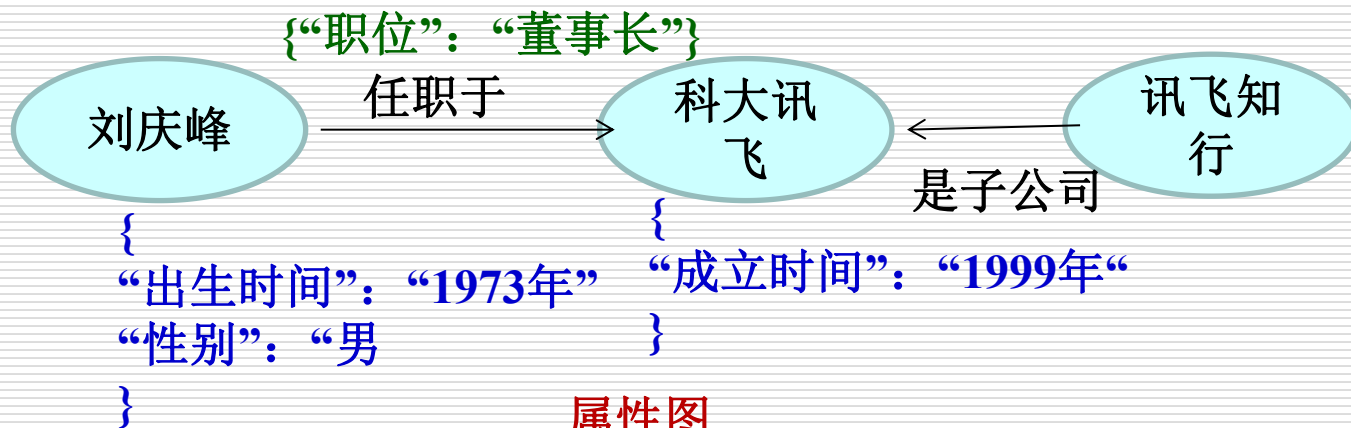 {“职位”：“董事长”}
任职于
刘庆峰
科大讯
飞
讯飞知
行
是子公司
{
“出生时间”：“1973年”
“性别”：“男
}
{
“成立时间”：“1999年“
}
属性图